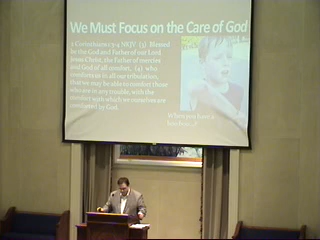 We Must Focus on the Care of God
2 Corinthians 1:3-4 NKJV (3) Blessed
be the God and Father of our Lord
Jesus Christ, the Father of mercies
and God of all comfort, (4) who
comforts us in all our tribulation,
that we may be able to comfort those
who are in any trouble, with the
comfort with which we ourselves are
comforted by God.
When you have a